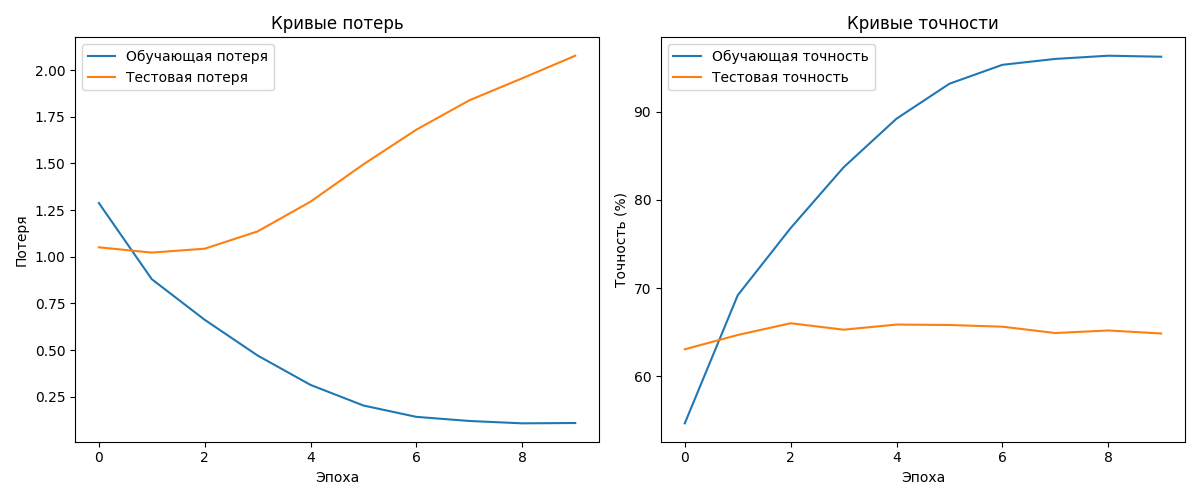 Кривые потерь
Обучающая потеря
Тестовая потеря
2.00
1.75
1.50
1.25
1.00
0.75
0.50
0.25
Потеря
0 2 4 6 8
Эпоха
Кривые точности
Обучающая точность
Тестовая точность
90
80
70
60
Точность (%)
0 2 4 6 8
Эпоха